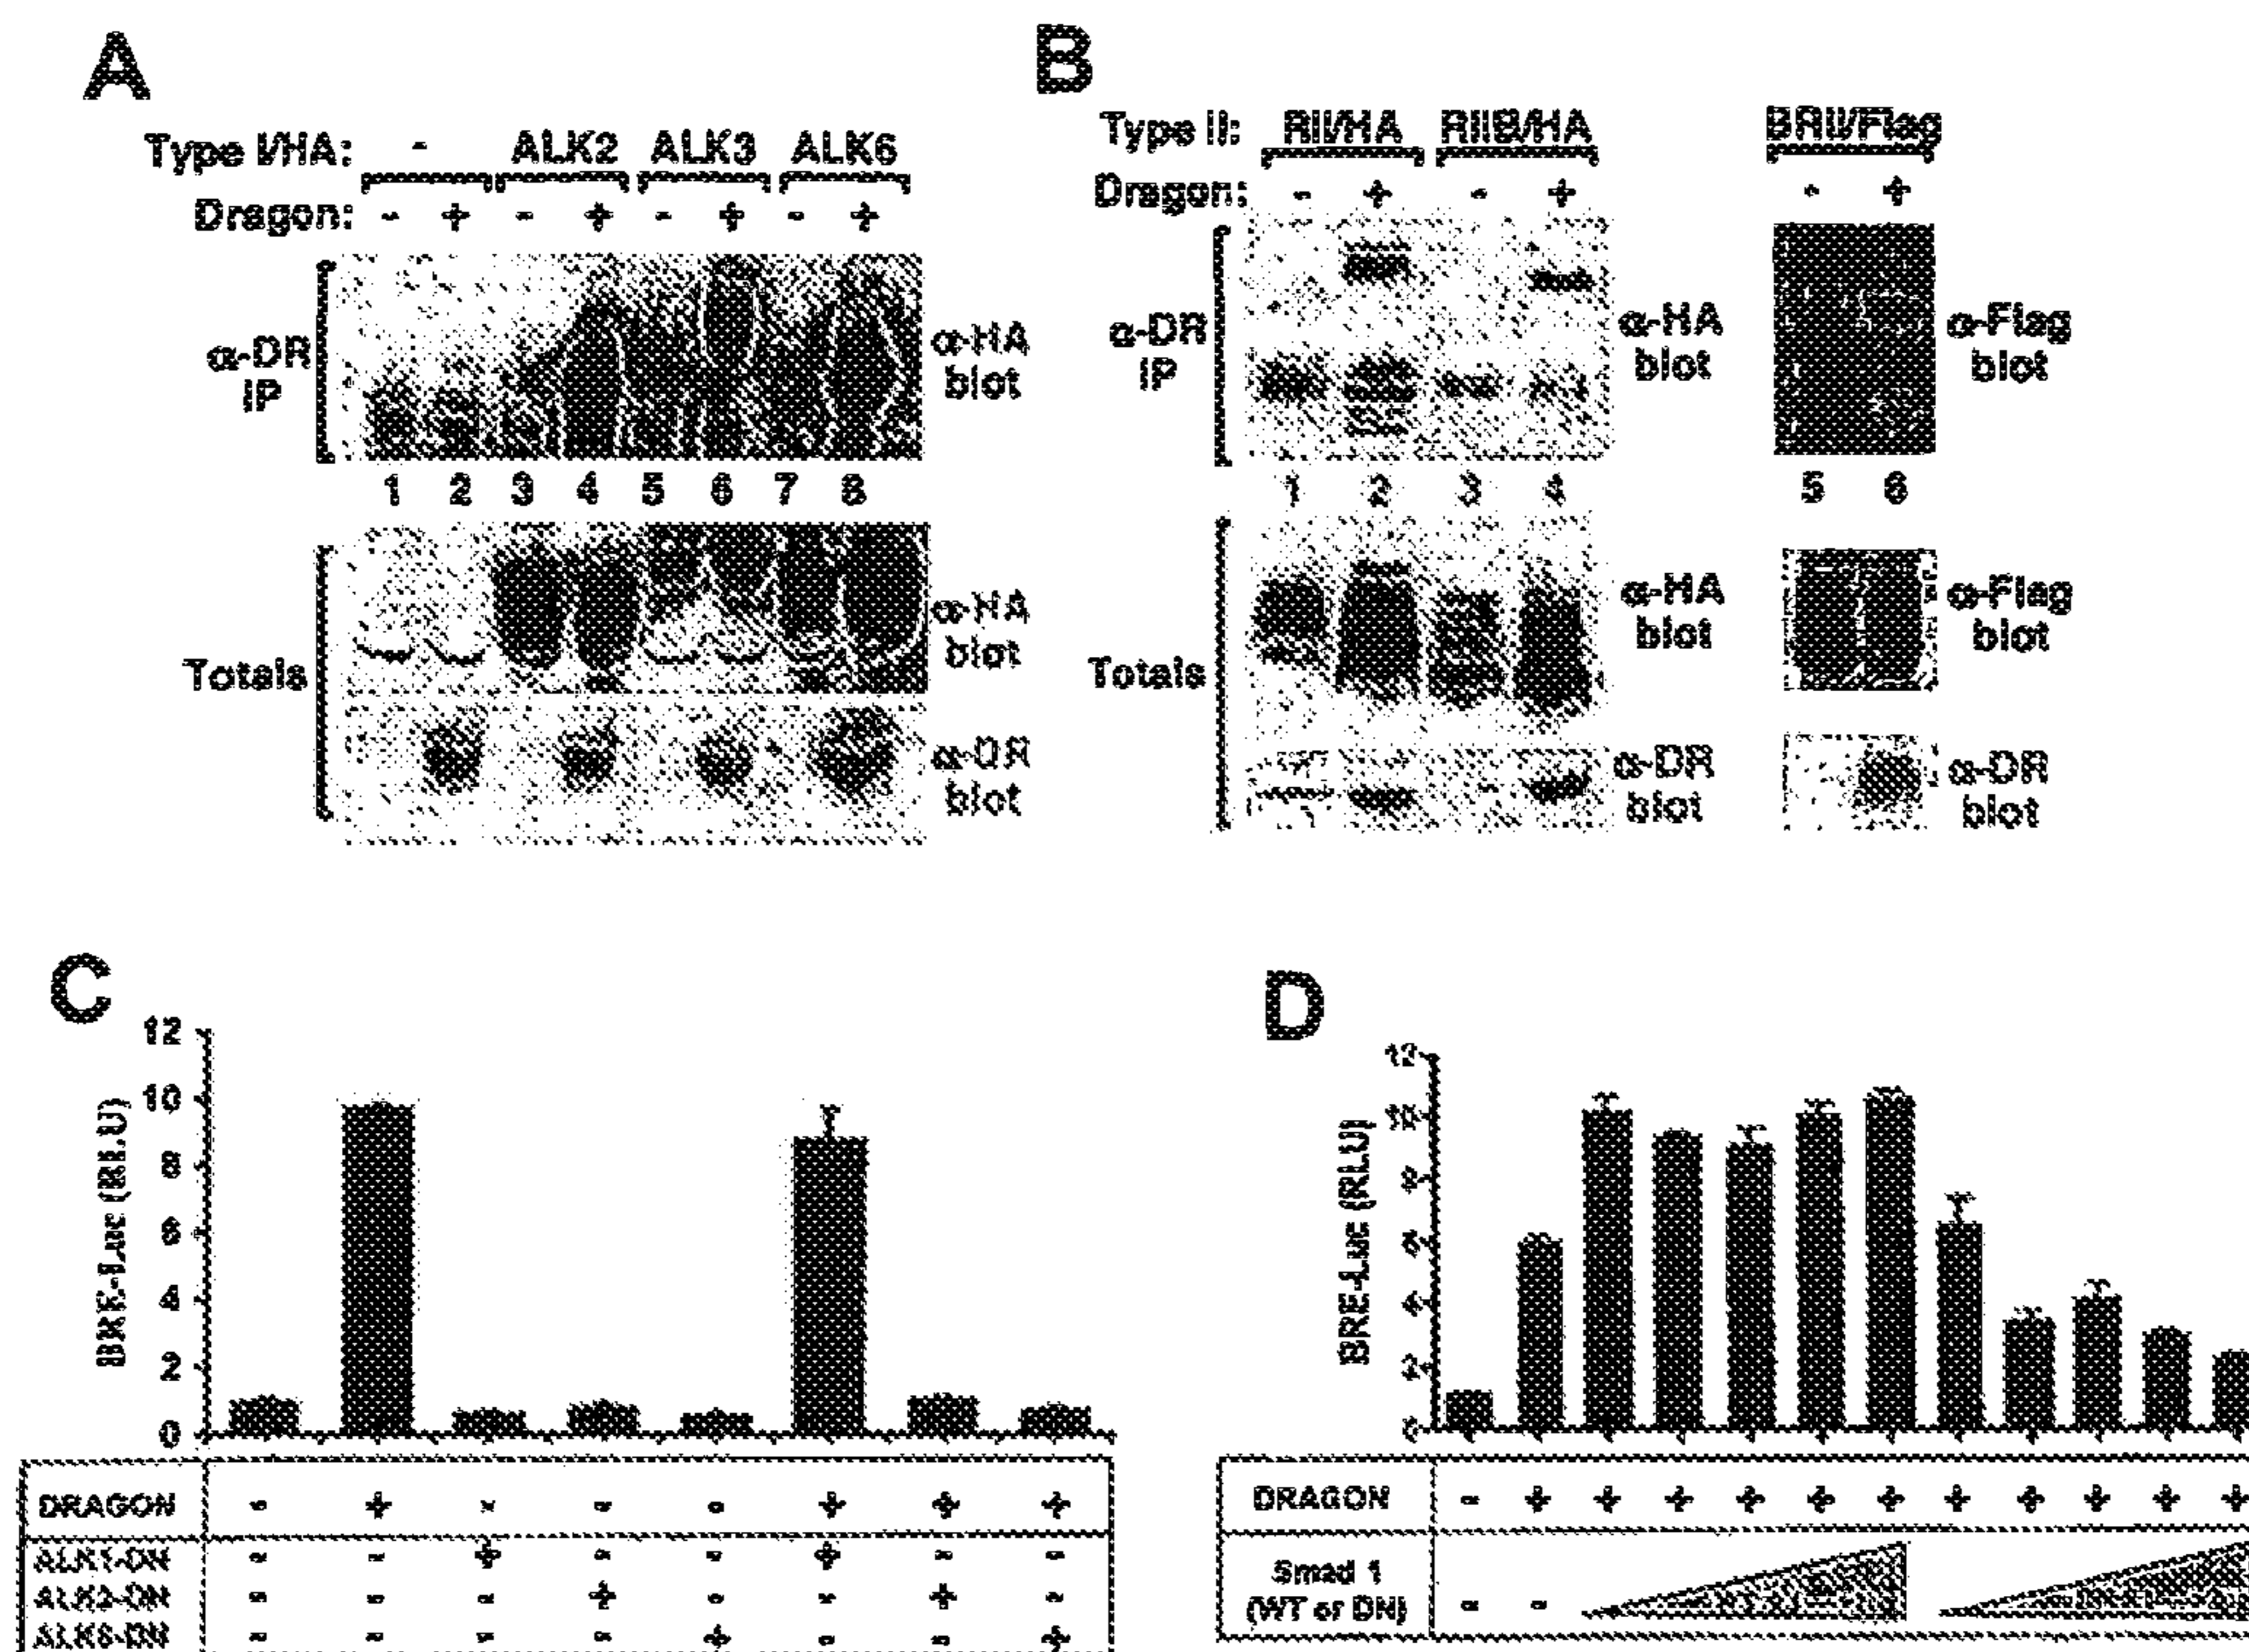 A
Type I/HA: - ALK2 ALK3 ALK6
Dragon: - + - + - + - +
α-DR IP
α-HA blot
1 2 3 4 5 6 7 8
Totals
α-HA blot
α-DR blot
B
Type II: RII/HA RIIB/HA BRII/Flag
Dragon: - + - + - +
α-DR IP
α-HA blot
α-Flag blot
1 2 3 4 5 6
Totals
α-HA blot
α-Flag blot
α-DR blot
α-DR blot
C
BRE-Luc (RLU)
12
10
8
6
4
2
0
DRAGON - + - - - + + +
ALK1-DN - - + - - + - -
- - - + - - + -
- - - - + - - +
D
BRE-Luc (RLU)
12
10
8
6
4
2
0
DRAGON - + + + + + + + + + + +
Smad 1
(WT or DN) - -